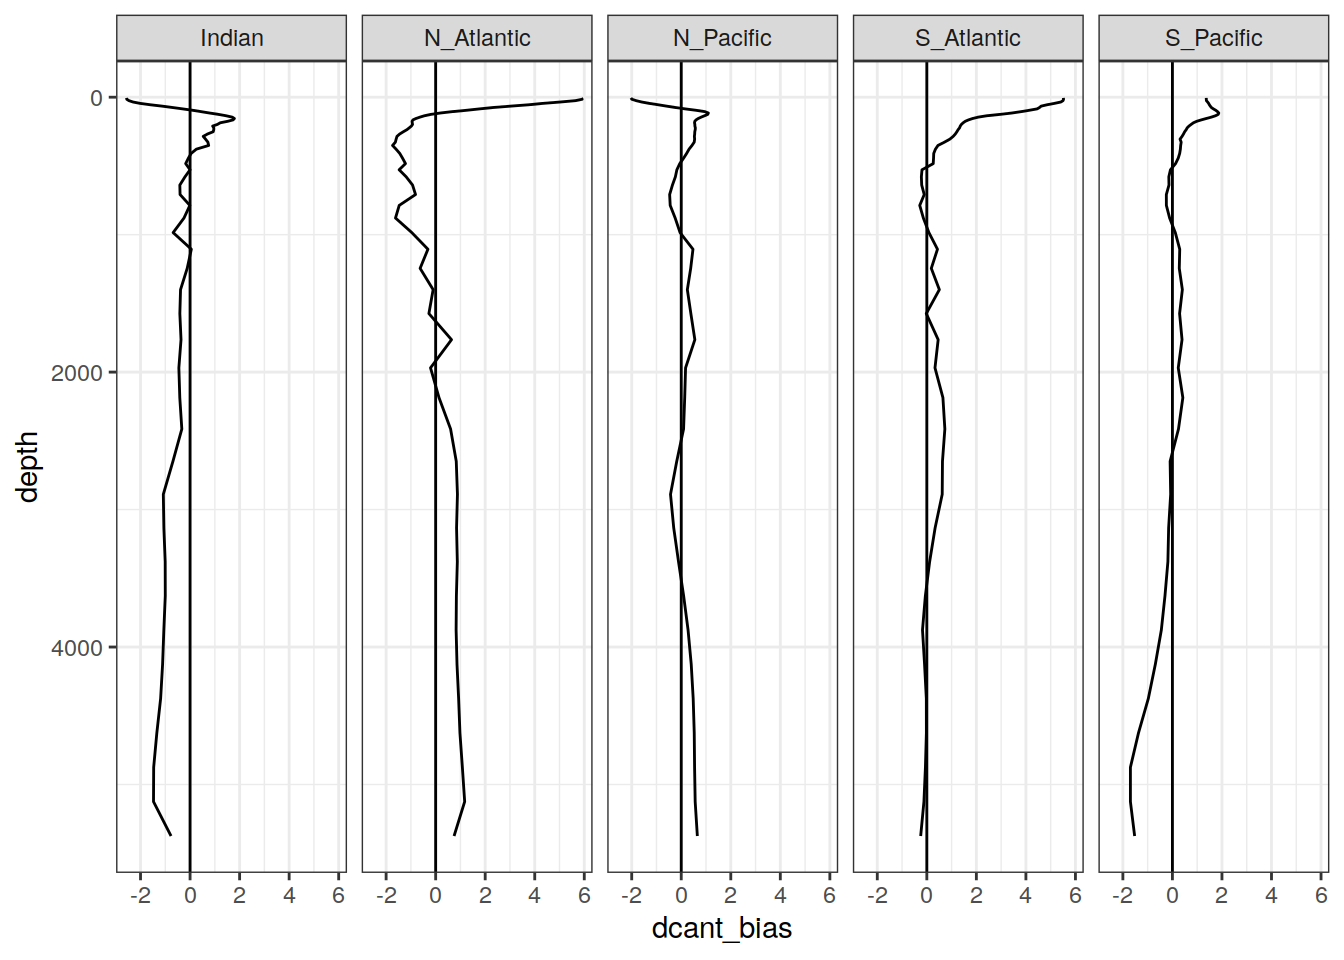 Indian N_Atlantic N_Pacific S_Atlantic S_Pacific
0
2000
4000
depth
-2 0 2 4 6 -2 0 2 4 6 -2 0 2 4 6 -2 0 2 4 6 -2 0 2 4 6
dcant_bias